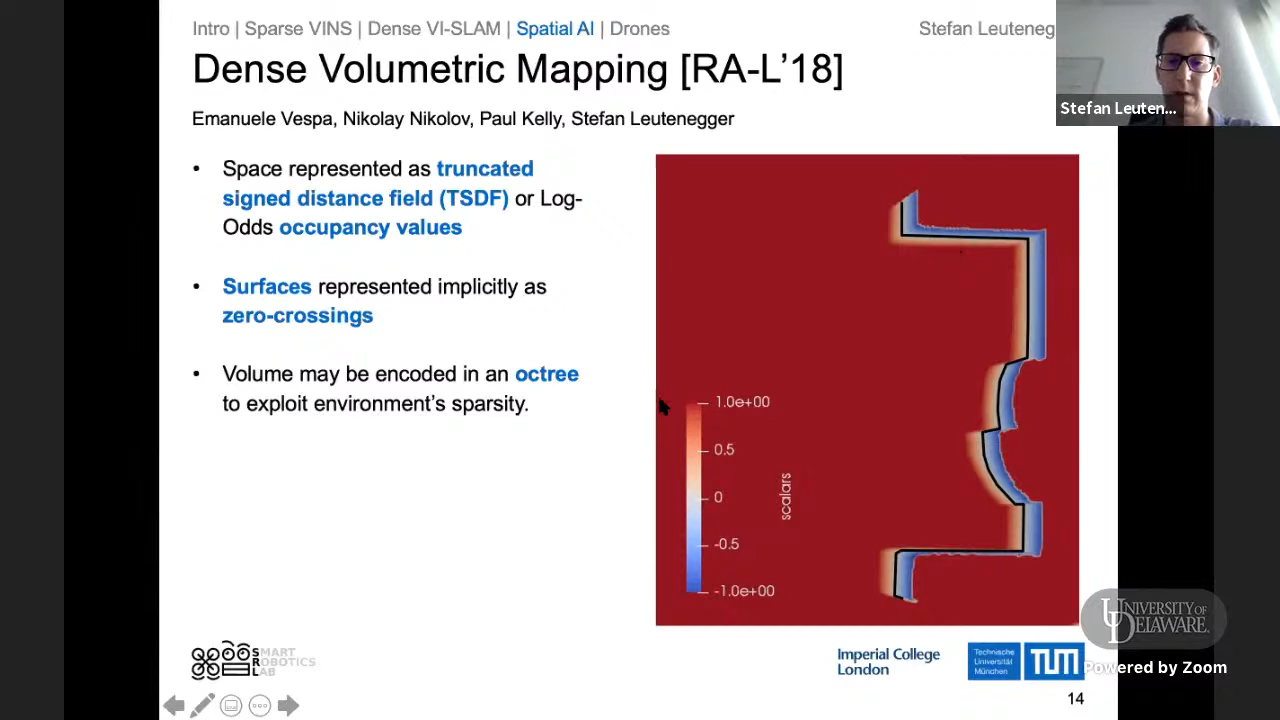 Intro | Sparse VINS | Dense VI-SLAM | Spatial AI | Drones
Stefan Leuteneg
Stefan Leuten...
Dense Volumetric Mapping [RA-L'18]
Emanuele Vespa, Nikolay Nikolov, Paul Kelly, Stefan Leutenegger
• Space represented as truncated
signed distance field (TSDF) or Log-
Odds occupancy values
• Surfaces represented implicitly as
zero-crossings
• Volume may be encoded in an octree
to exploit environment's sparsity.
1.0e+00
0.5
0
-0.5
-1.0e+00
scalars
SMART
ROBOTICS
LAB
Imperial College
London
Technische
Universität
München
TUM
UNIVERSITY OF
DELAWARE.
Powered by Zoom
14